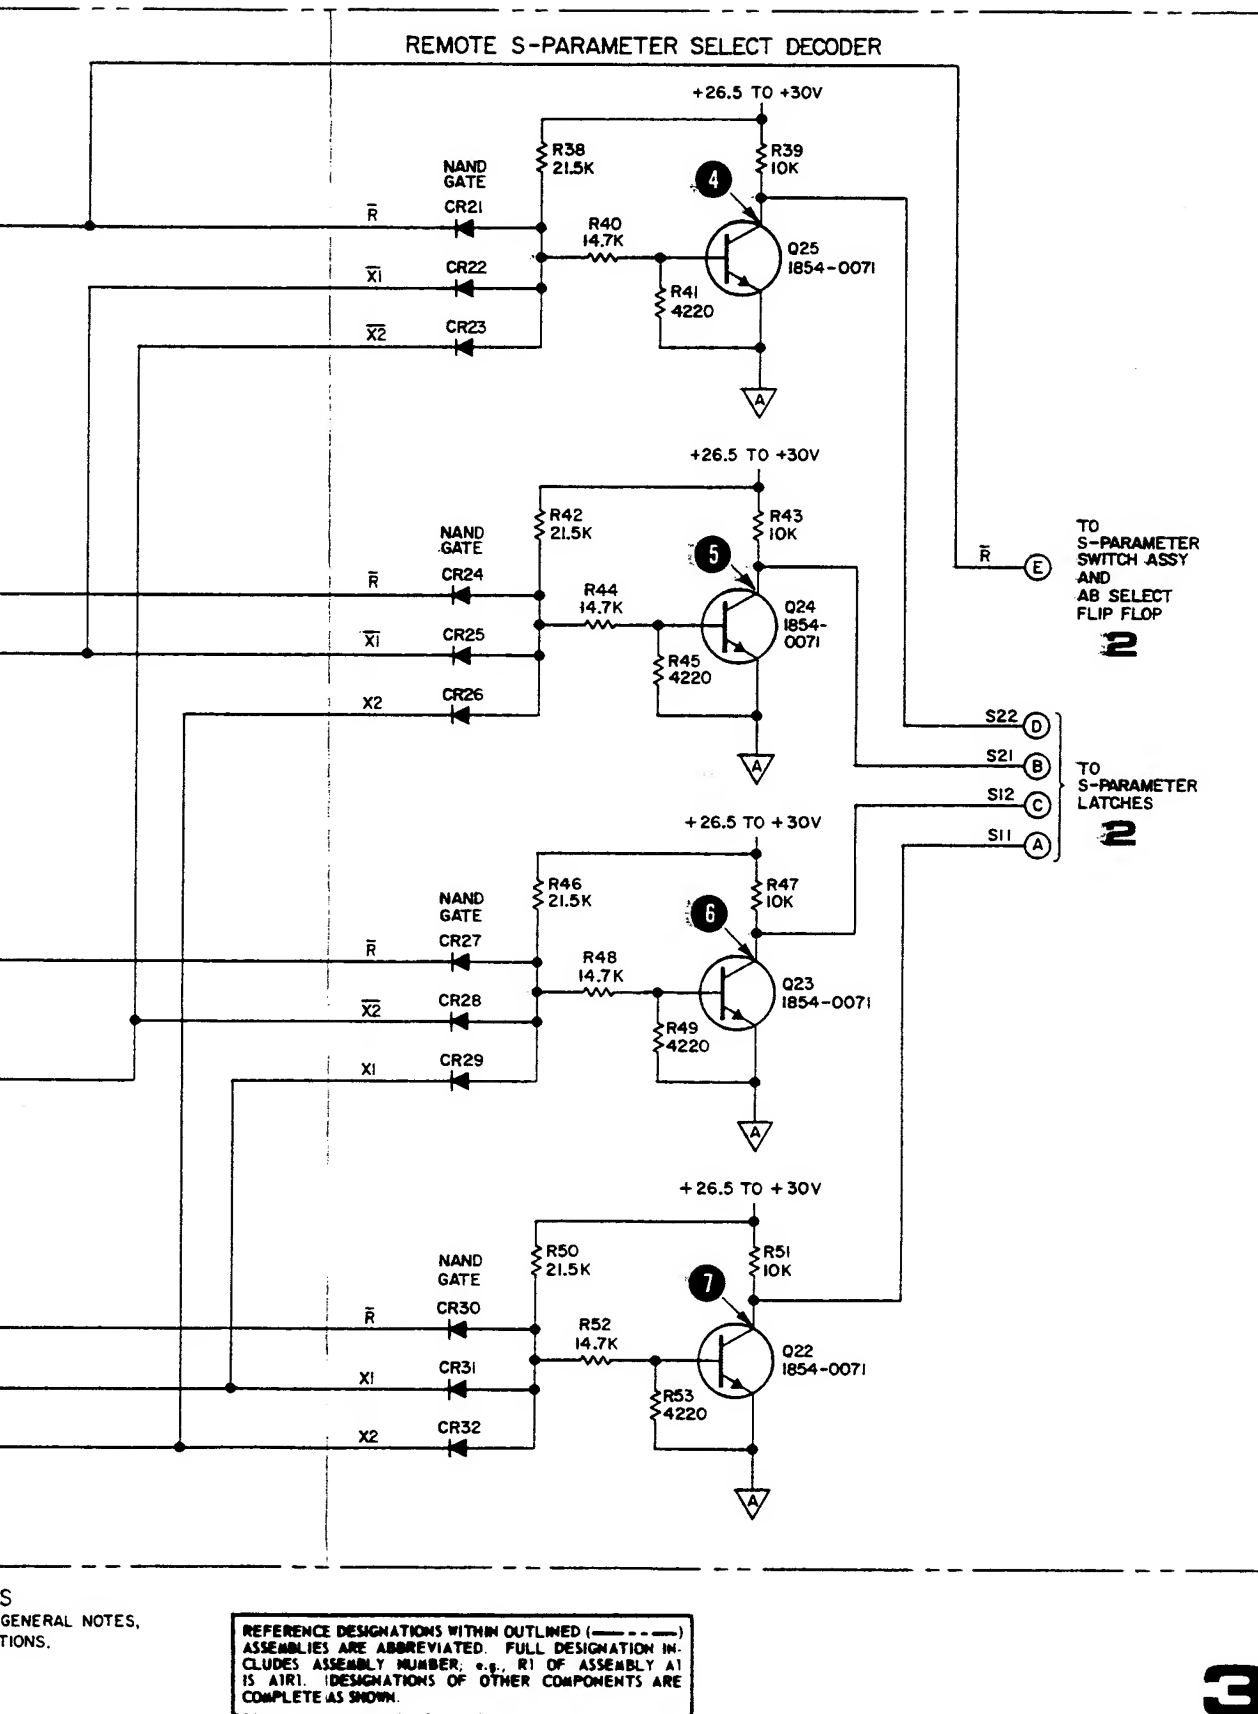 REMOTE S-PARAMETER SELECT DECODER
+26.5 TO +30V
R38
21.5K
R39
10K
NAND
GATE
4
CR21
R̅
R40
14.7K
Q25
1854-0071
CR22
X̅1̅
R41
4220
CR23
X̅2̅
A
+26.5 TO +30V
R42
21.5K
R43
10K
NAND
GATE
5
CR24
R̅
R44
14.7K
Q24
1854-
0071
CR25
X̅1̅
R45
4220
CR26
X2
A
R̅
E
TO
S-PARAMETER
SWITCH ASSY
AND
AB SELECT
FLIP FLOP
2
S22 D
S21 B
S12 C
S11 A
TO
S-PARAMETER
LATCHES
2
+26.5 TO +30V
R46
21.5K
R47
10K
NAND
GATE
6
CR27
R̅
R48
14.7K
Q23
1854-0071
CR28
X̅2̅
R49
4220
CR29
X1
A
+26.5 TO +30V
R50
21.5K
R51
10K
NAND
GATE
7
CR30
R̅
R52
14.7K
Q22
1854-0071
CR31
X1
R53
4220
CR32
X2
A
S
GENERAL NOTES,
TIONS.
REFERENCE DESIGNATIONS WITHIN OUTLINED (—---—)
ASSEMBLIES ARE ABBREVIATED. FULL DESIGNATION IN-
CLUDES ASSEMBLY NUMBER; e.g., R1 OF ASSEMBLY A1
IS A1R1. DESIGNATIONS OF OTHER COMPONENTS ARE
COMPLETE AS SHOWN.
3